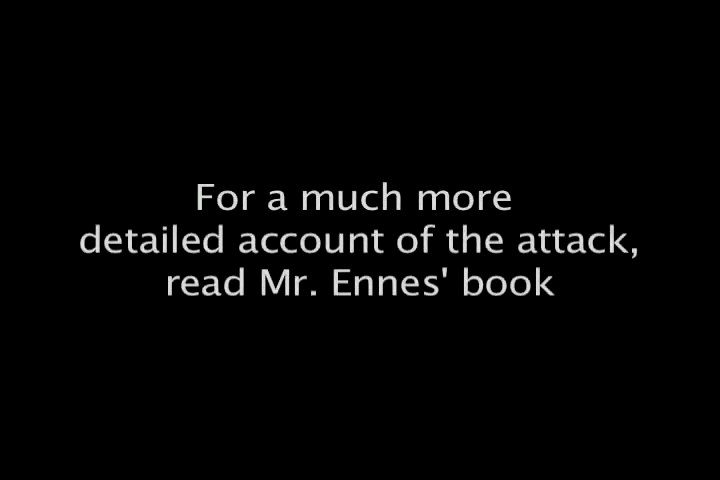 For a much more
detailed account of the attack,
read Mr. Ennes' book